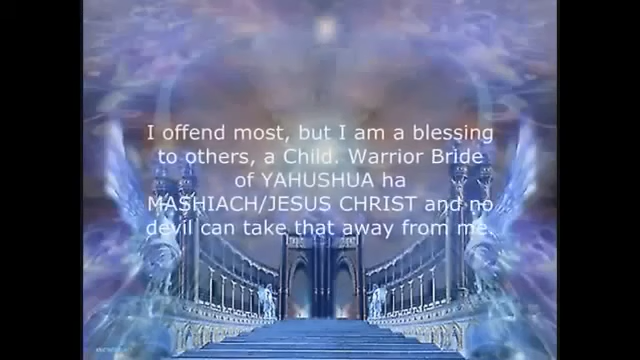 I offend most, but I am a blessing
to others, a Child. Warrior Bride
of YAHUSHUA ha
MASHIACH/JESUS CHRIST and no
devil can take that away from me.